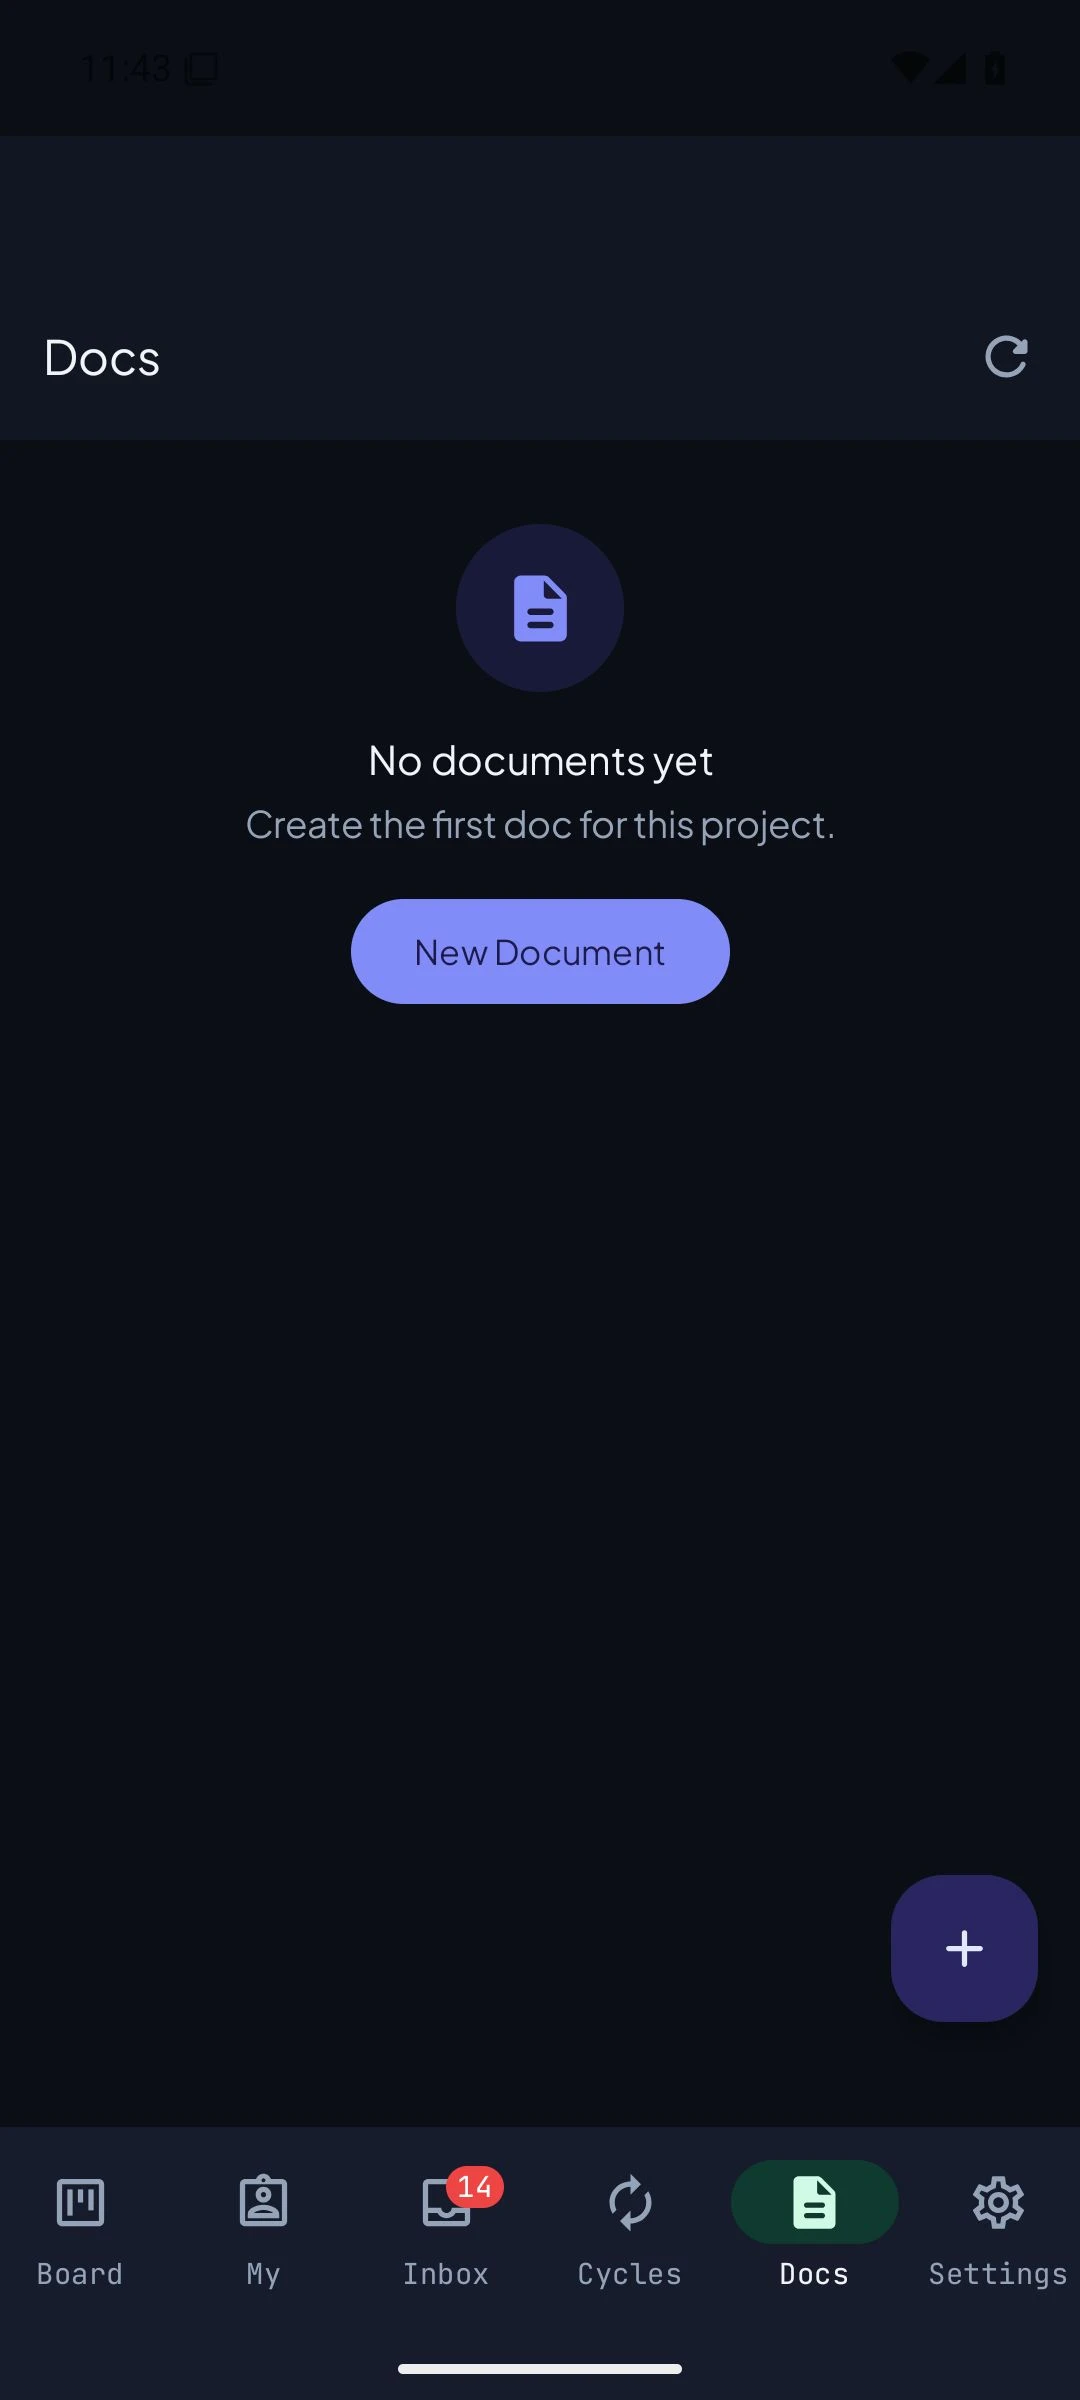 11:43
Docs
No documents yet
Create the first doc for this project.
New Document
14
Board
My
Inbox
Cycles
Docs
Settings